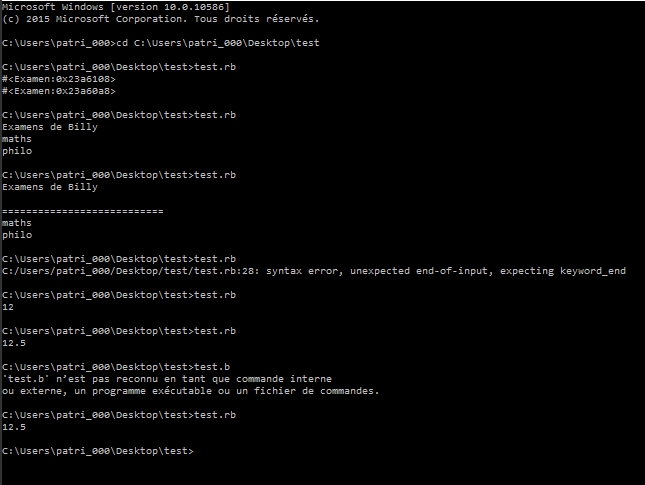 Microsoft Windows [version 10.0.10586]
(c) 2015 Microsoft Corporation. Tous droits réservés.
C:\Users\patri_000>cd C:\Users\patri_000\Desktop\test
C:\Users\patri_000\Desktop\test>test.rb
#<Examen:0x23a6108>
#<Examen:0x23a60a8>
C:\Users\patri_000\Desktop\test>test.rb
Examens de Billy
maths
philo
C:\Users\patri_000\Desktop\test>test.rb
Examens de Billy
===========================
maths
philo
C:\Users\patri_000\Desktop\test>test.rb
C:/Users/patri_000/Desktop/test/test.rb:28: syntax error, unexpected end-of-input, expecting keyword_end
C:\Users\patri_000\Desktop\test>test.rb
12
C:\Users\patri_000\Desktop\test>test.rb
12.5
C:\Users\patri_000\Desktop\test>test.b
'test.b' n’est pas reconnu en tant que commande interne
ou externe, un programme exécutable ou un fichier de commandes.
C:\Users\patri_000\Desktop\test>test.rb
12.5
C:\Users\patri_000\Desktop\test>